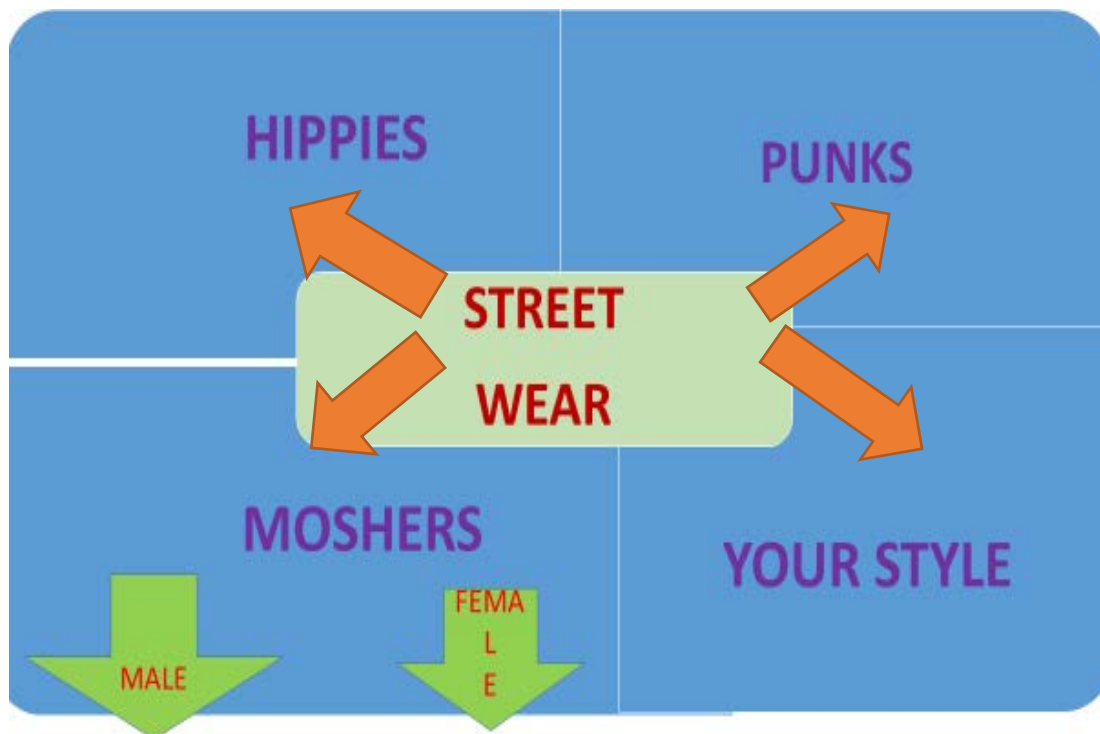 HIPPIES
PUNKS
STREET
WEAR
MOSHERS
YOUR STYLE
MALE
FEMA
L
E